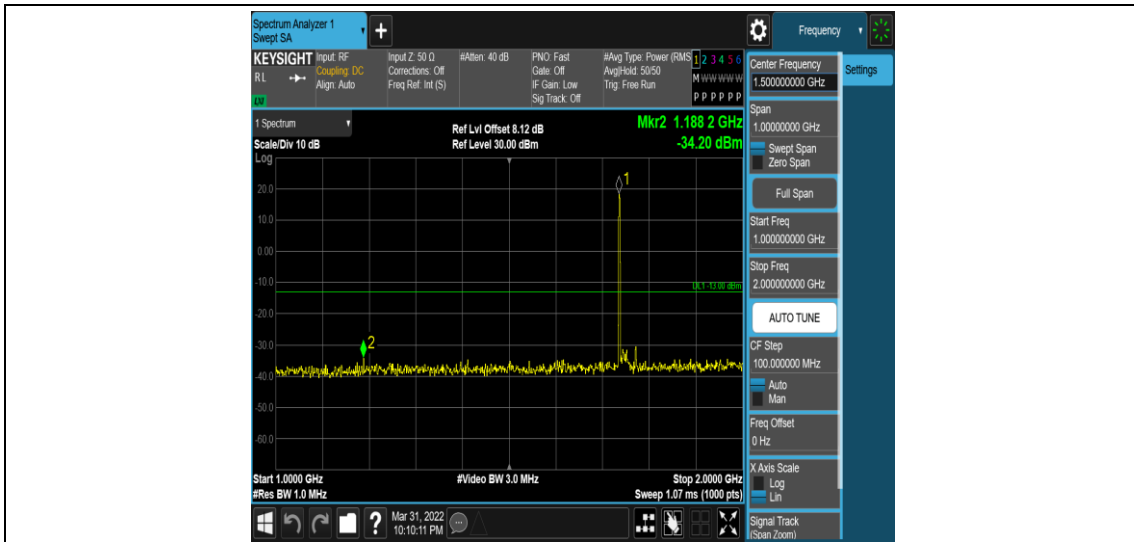 Spectrum Analyzer 1
Swept SA
+
Frequency
KEYSIGHT
RL
LXI
Input: RF
Coupling: DC
Align: Auto
Input Z: 50 Ω
Corrections: Off
Freq Ref: Int (S)
#Atten: 40 dB
PNO: Fast
Gate: Off
IF Gain: Low
Sig Track: Off
#Avg Type: Power (RMS
Avg|Hold: 50/50
Trig: Free Run
1 2 3 4 5 6
M W W W W W
P P P P P P
1 Spectrum
Scale/Div 10 dB
Log
Ref Lvl Offset 8.12 dB
Ref Level 30.00 dBm
Mkr2 1.188 2 GHz
-34.20 dBm
20.0
10.0
0.00
-10.0
-20.0
-30.0
-40.0
-50.0
-60.0
1
2
DL1 -13.00 dBm
Start 1.0000 GHz
#Res BW 1.0 MHz
#Video BW 3.0 MHz
Stop 2.0000 GHz
Sweep 1.07 ms (1000 pts)
Center Frequency
1.500000000 GHz
Settings
Span
1.00000000 GHz
Swept Span
Zero Span
Full Span
Start Freq
1.000000000 GHz
Stop Freq
2.000000000 GHz
AUTO TUNE
CF Step
100.000000 MHz
Auto
Man
Freq Offset
0 Hz
X Axis Scale
Log
Lin
Signal Track
(Span Zoom)
?
Mar 31, 2022
10:10:11 PM